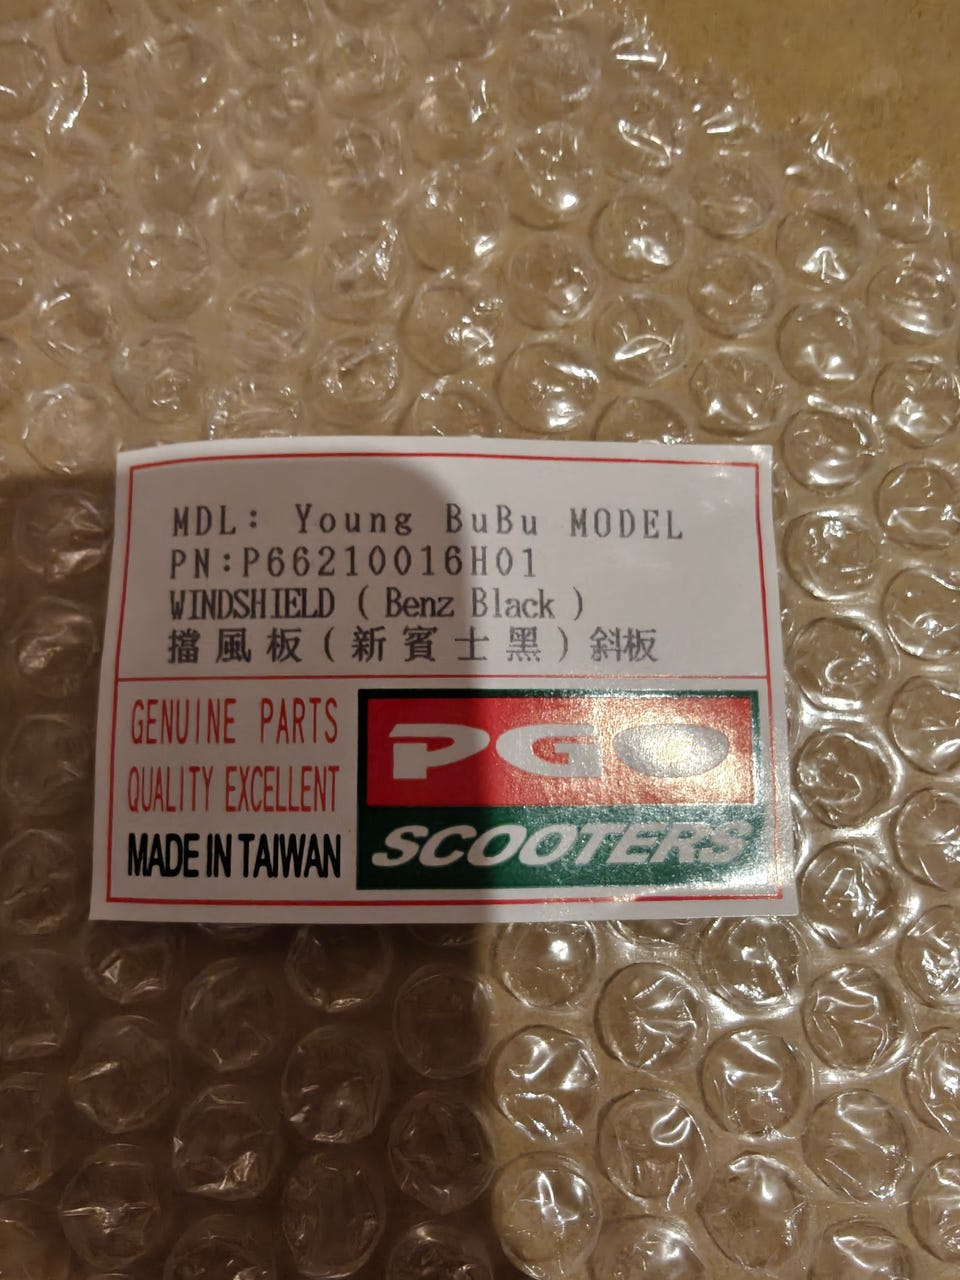 MDL: Young BuBu MODEL
PN:P66210016H01
WINDSHIELD ( Benz Black )
擋風板(新賓士黑)斜板
GENUINE PARTS
QUALITY EXCELLENT
MADE IN TAIWAN
PGO
SCOOTERS